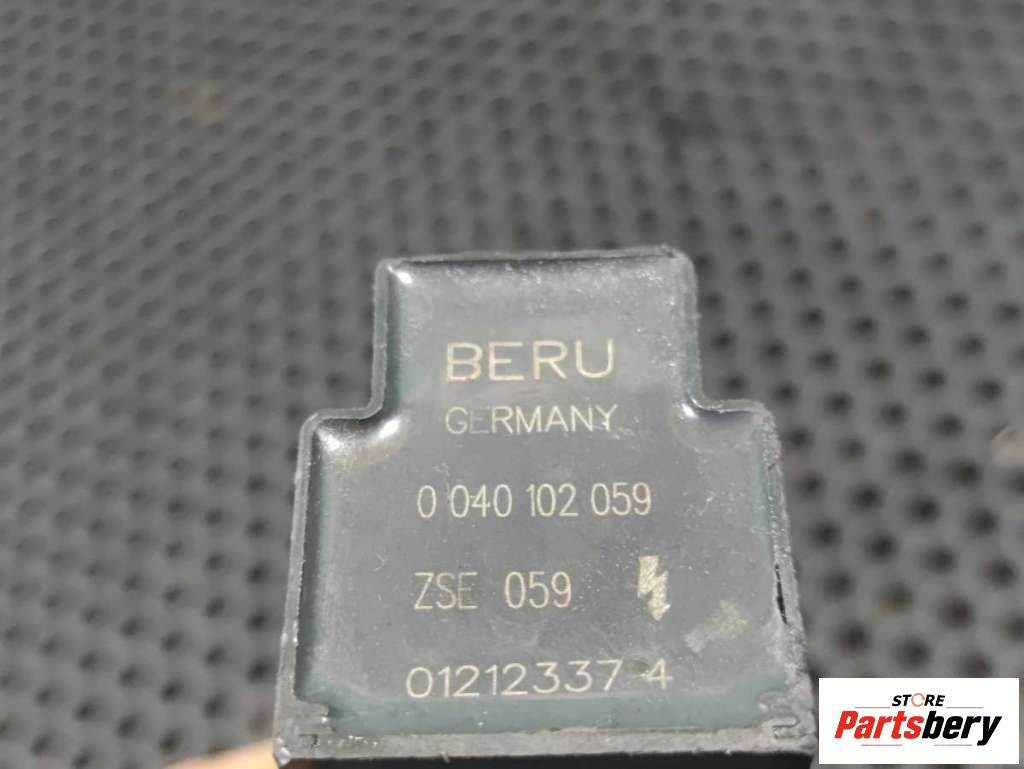 BERU
GERMANY
0 040 102 059
ZSE 059
01212337 4
STORE
Partsbery